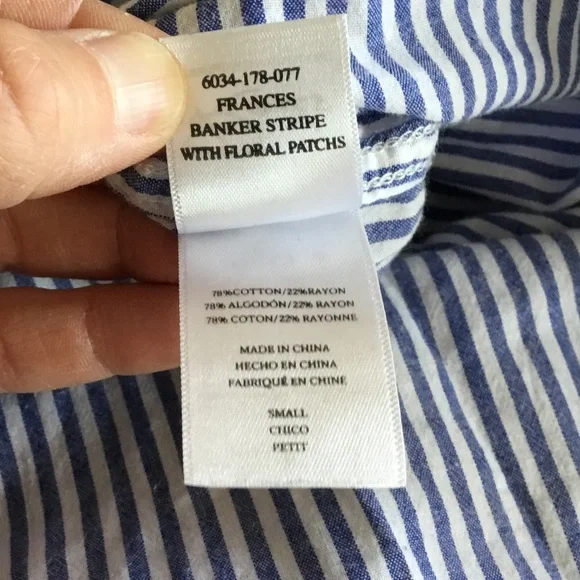 6034-178-077
FRANCES
BANKER STRIPE
WITH FLORAL PATCHS
78%COTTON/22%RAYON
78% ALGODÓN/22% RAYON
78% COTON/22% RAYONNE
MADE IN CHINA
HECHO EN CHINA
FABRIQUÉ EN CHINE
SMALL
CHICO
PETIT